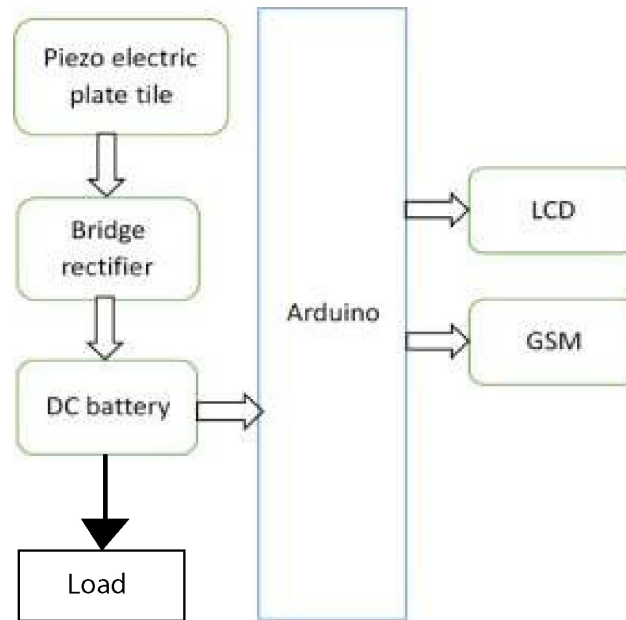 Piezo electric
plate tile
Bridge
rectifier
DC battery
Load
Arduino
LCD
GSM